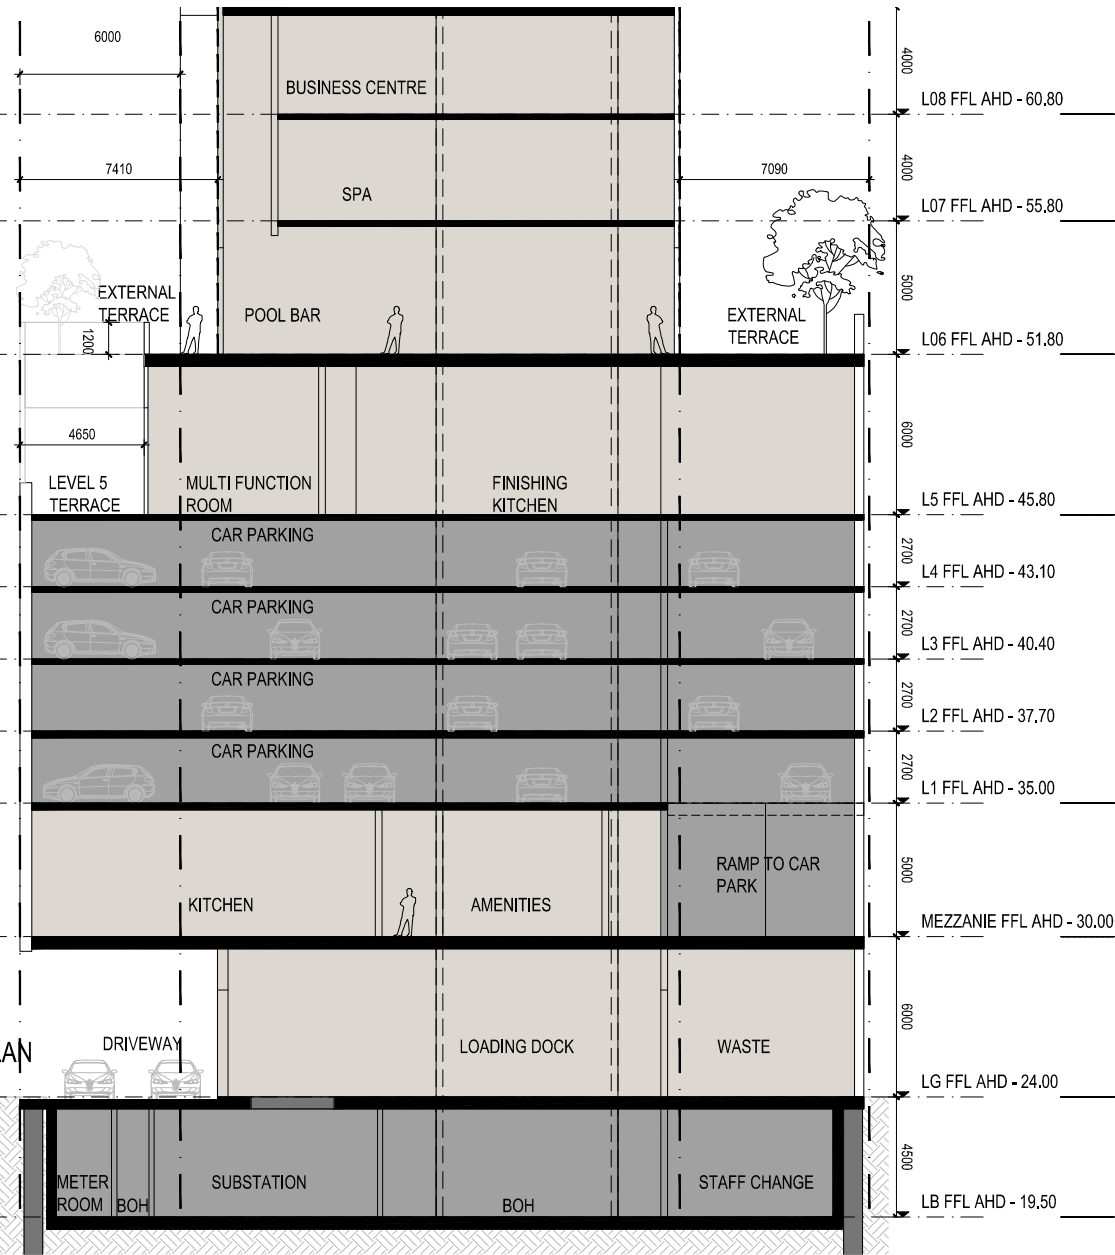 6000
4000
BUSINESS CENTRE
L08 FFL AHD - 60.80
7410
4000
7090
SPA
L07 FFL AHD - 55.80
EXTERNAL
TERRACE
5000
1200
POOL BAR
EXTERNAL
TERRACE
L06 FFL AHD - 51.80
4650
6000
LEVEL 5
TERRACE
MULTI FUNCTION
ROOM
FINISHING
KITCHEN
L5 FFL AHD - 45.80
CAR PARKING
2700
L4 FFL AHD - 43.10
CAR PARKING
2700
L3 FFL AHD - 40.40
CAR PARKING
2700
L2 FFL AHD - 37.70
CAR PARKING
2700
L1 FFL AHD - 35.00
RAMP TO CAR
PARK
5000
KITCHEN
AMENITIES
MEZZANIE FFL AHD - 30.00
6000
LAN
DRIVEWAY
LOADING DOCK
WASTE
LG FFL AHD - 24.00
4500
METER
ROOM
BOH
SUBSTATION
BOH
STAFF CHANGE
LB FFL AHD - 19.50